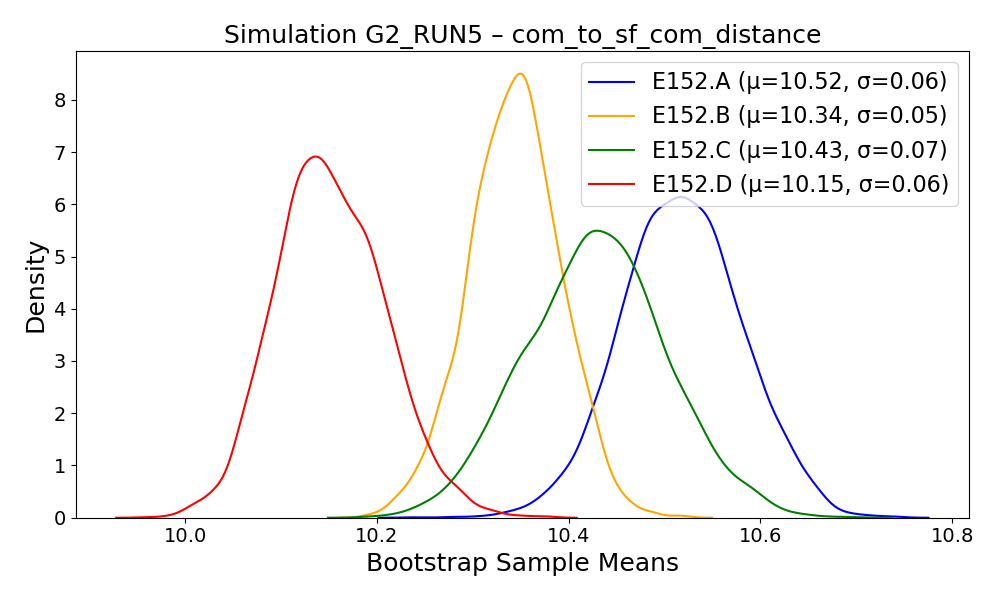 Simulation G2_RUN5 – com_to_sf_com_distance
E152.A (μ=10.52, σ=0.06)
E152.B (μ=10.34, σ=0.05)
E152.C (μ=10.43, σ=0.07)
E152.D (μ=10.15, σ=0.06)
Density
8
7
6
5
4
3
2
1
0
10.0
10.2
10.4
10.6
10.8
Bootstrap Sample Means